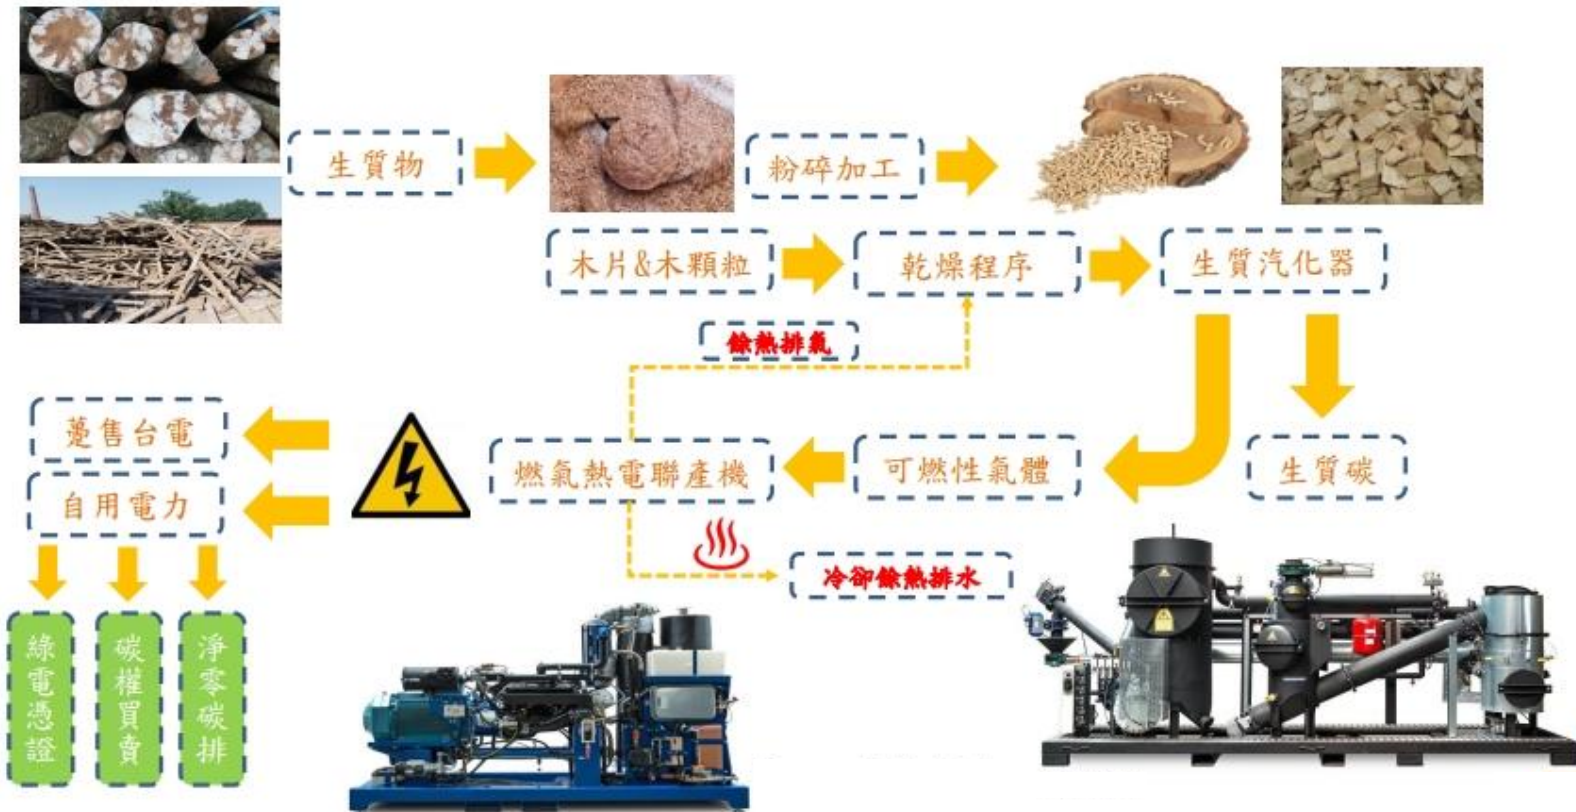 生質物
粉碎加工
木片&木顆粒
乾燥程序
生質汽化器
餘熱排氣
躉售台電
燃氣熱電聯產機
可燃性氣體
生質碳
自用電力
冷卻餘熱排水
綠電憑證
碳權買賣
淨零碳排